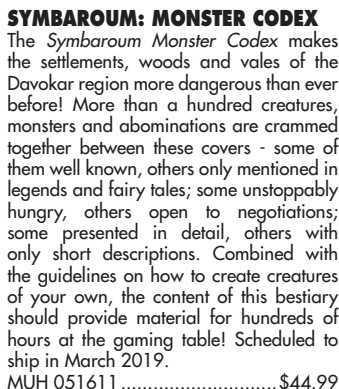 SYMBAROUM: MONSTER CODEX
The Symbaroum Monster Codex makes
the settlements, woods and vales of the
Davokar region more dangerous than ever
before! More than a hundred creatures,
monsters and abominations are crammed
together between these covers - some of
them well known, others only mentioned in
legends and fairy tales; some unstoppably
hungry, others open to negotiations;
some presented in detail, others with
only short descriptions. Combined with
the guidelines on how to create creatures
of your own, the content of this bestiary
should provide material for hundreds of
hours at the gaming table! Scheduled to
ship in March 2019.
MUH 051611..............................$44.99